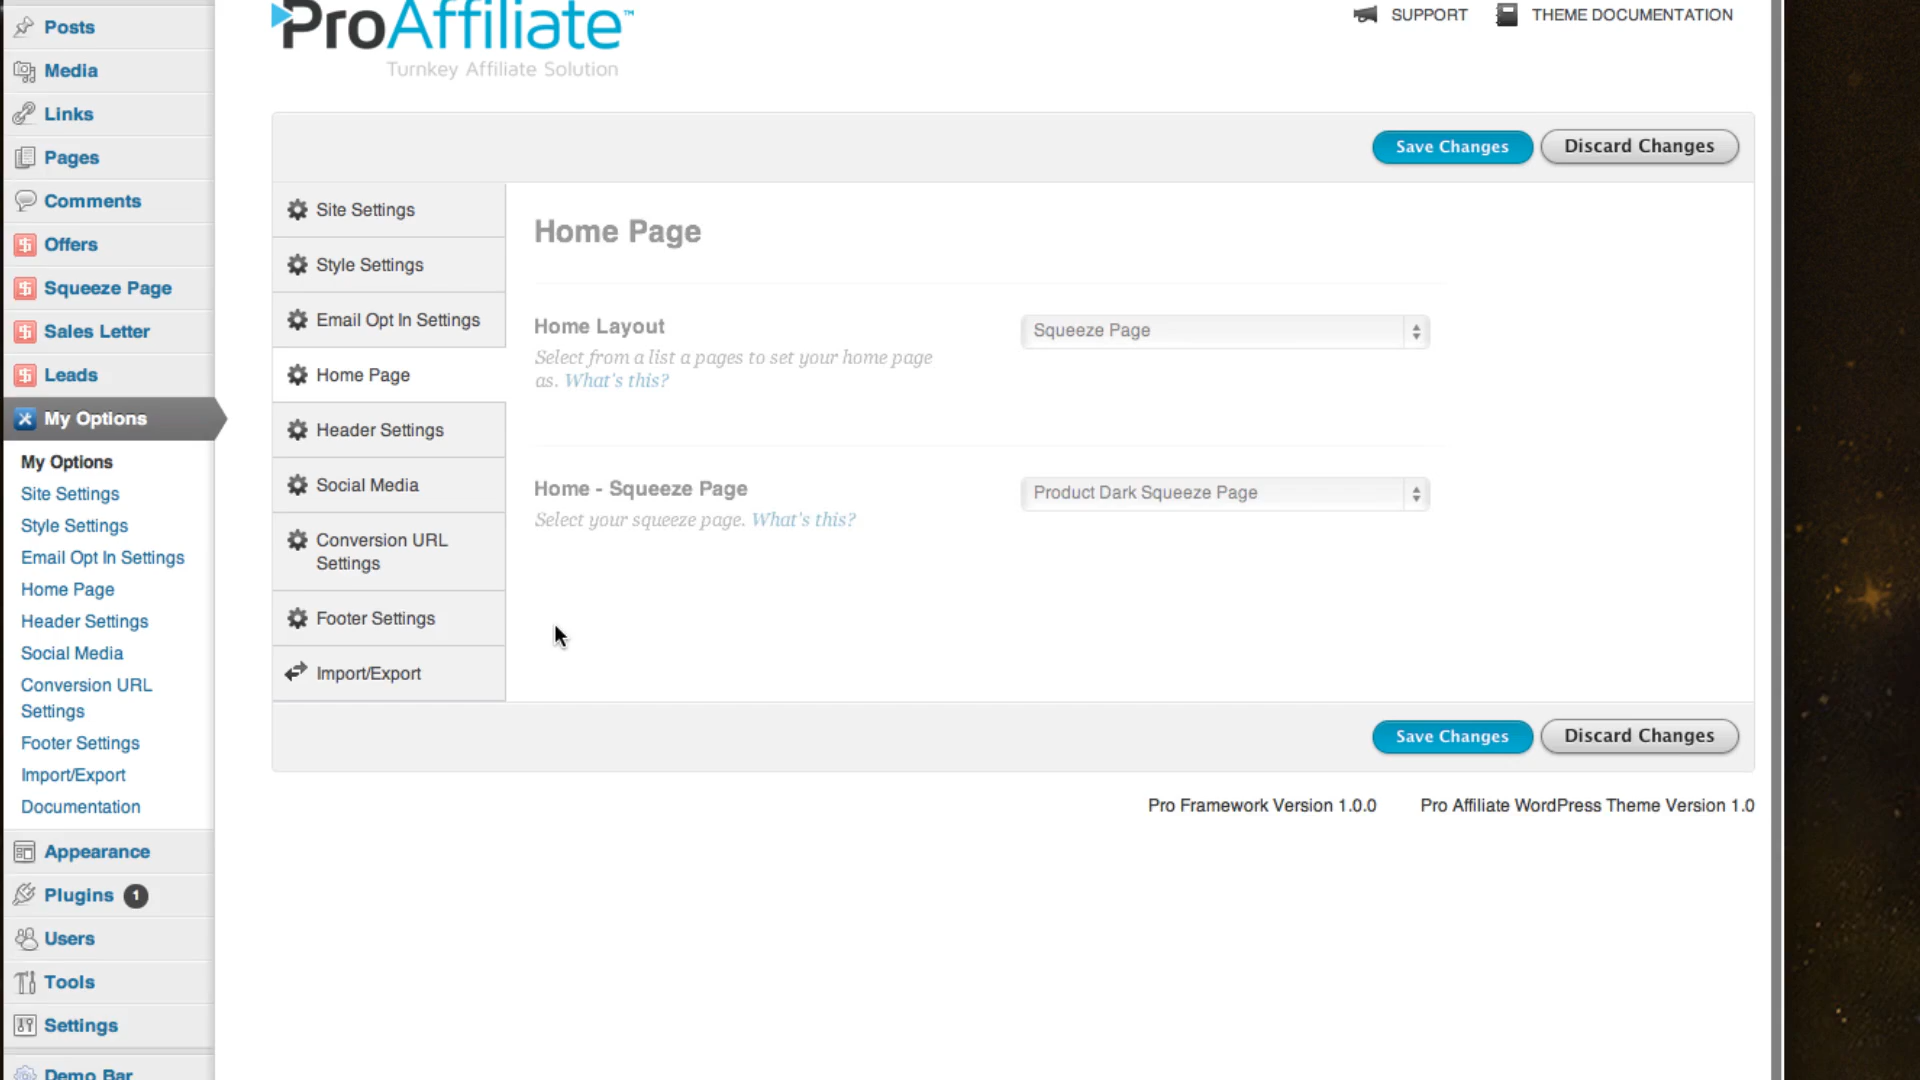 Posts
Media
Links
Pages
Comments
Offers
Squeeze Page
Sales Letter
Leads
My Options
My Options
Site Settings
Style Settings
Email Opt In Settings
Home Page
Header Settings
Social Media
Conversion URL
Settings
Footer Settings
Import/Export
Documentation
Appearance
Plugins 1
Users
Tools
Settings
Demo Bar
ProAffiliate™
Turnkey Affiliate Solution
SUPPORT THEME DOCUMENTATION
Save Changes Discard Changes
Site Settings
Style Settings
Email Opt In Settings
Home Page
Header Settings
Social Media
Conversion URL
Settings
Footer Settings
Import/Export
Home Page
Home Layout
Select from a list a pages to set your home page
as. What's this?
Squeeze Page
Home - Squeeze Page
Select your squeeze page. What's this?
Product Dark Squeeze Page
Save Changes Discard Changes
Pro Framework Version 1.0.0 Pro Affiliate WordPress Theme Version 1.0